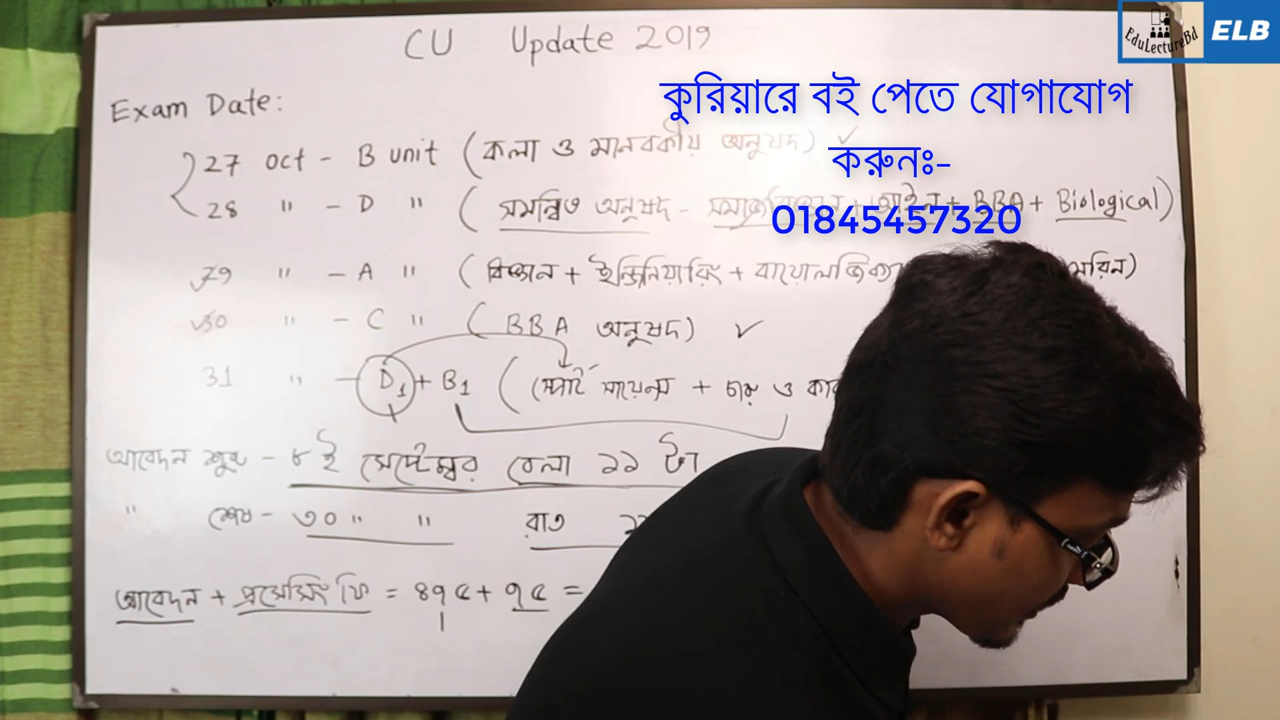 EduLectureBd ELB
CU Update 2019
কুরিয়ারে বই পেতে যোগাযোগ
করুনঃ-
01845457320
Exam Date:
27 Oct - B unit (কলা ও মানবকীয় অনুষদ) ✓
28 " - D " (সমন্বিত অনুষদ - + + BBA + Biological)
29 " - A " (বিজ্ঞান + ইঞ্জিনিয়ারিং +
30 " - C " (BBA অনুষদ) ✓
31 " - D1 + B1 (স্পোর্ট সায়েন্স + চারু ও
আবেদন শুরু - ৮ ই সেপ্টেম্বর বেলা ১১ টা
" শেষ - ৩০ " " রাত
আবেদন + প্রসেসিং ফি = ৪৭৫ + ৭৫ =